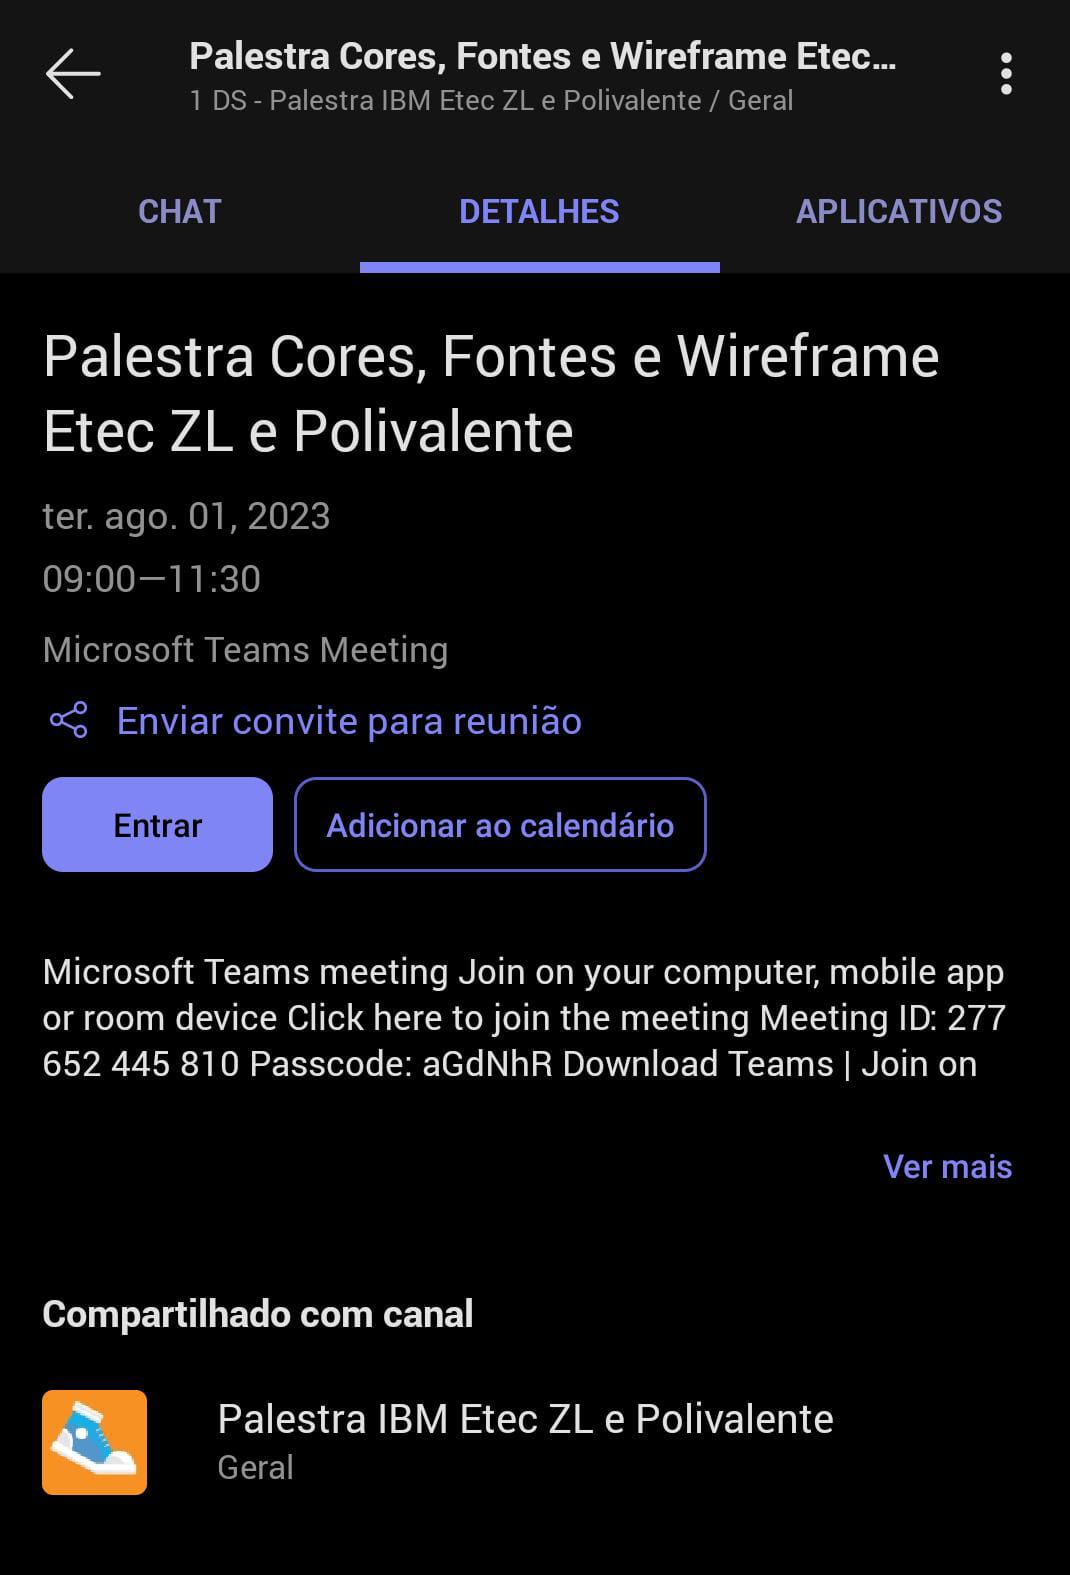 Palestra Cores, Fontes e Wireframe Etec...
1 DS - Palestra IBM Etec ZL e Polivalente / Geral
CHAT
DETALHES
APLICATIVOS
Palestra Cores, Fontes e Wireframe
Etec ZL e Polivalente
ter. ago. 01, 2023
09:00—11:30
Microsoft Teams Meeting
Enviar convite para reunião
Entrar
Adicionar ao calendário
Microsoft Teams meeting Join on your computer, mobile app
or room device Click here to join the meeting Meeting ID: 277
652 445 810 Passcode: aGdNhR Download Teams | Join on
Ver mais
Compartilhado com canal
Palestra IBM Etec ZL e Polivalente
Geral